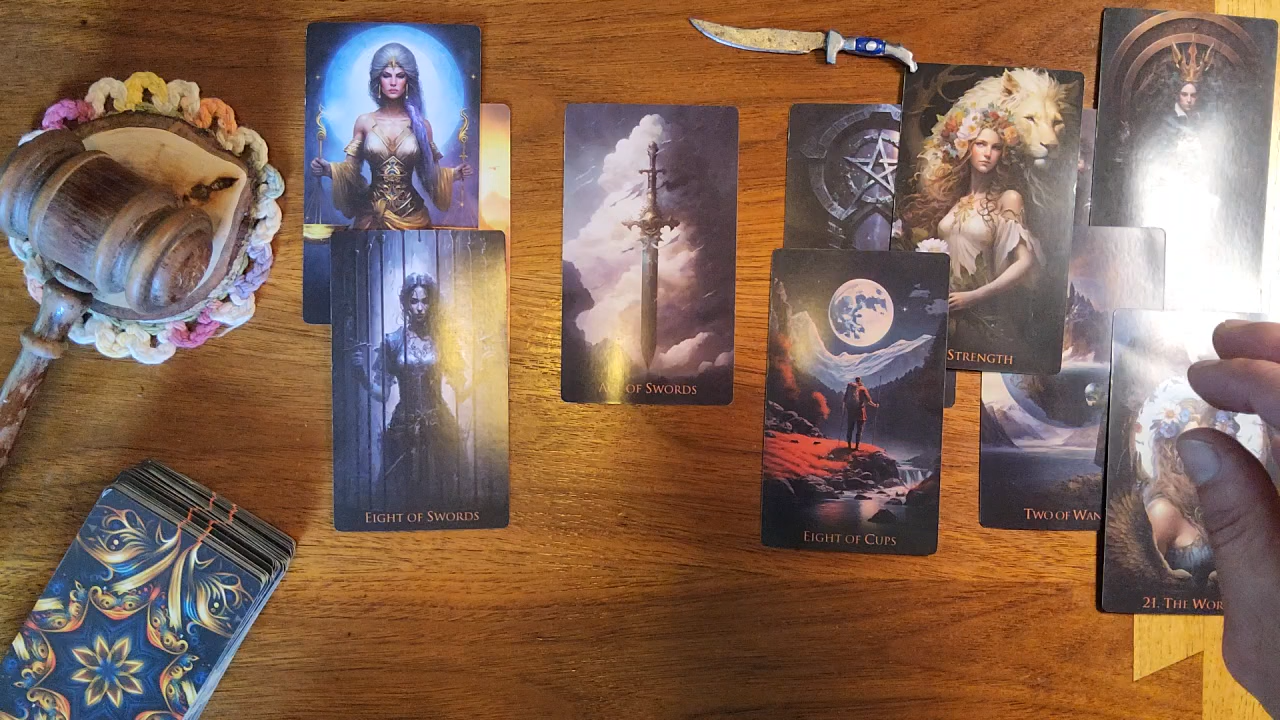 STRENGTH
ACE OF SWORDS
EIGHT OF SWORDS
EIGHT OF CUPS
TWO OF WAN
21. THE WOR